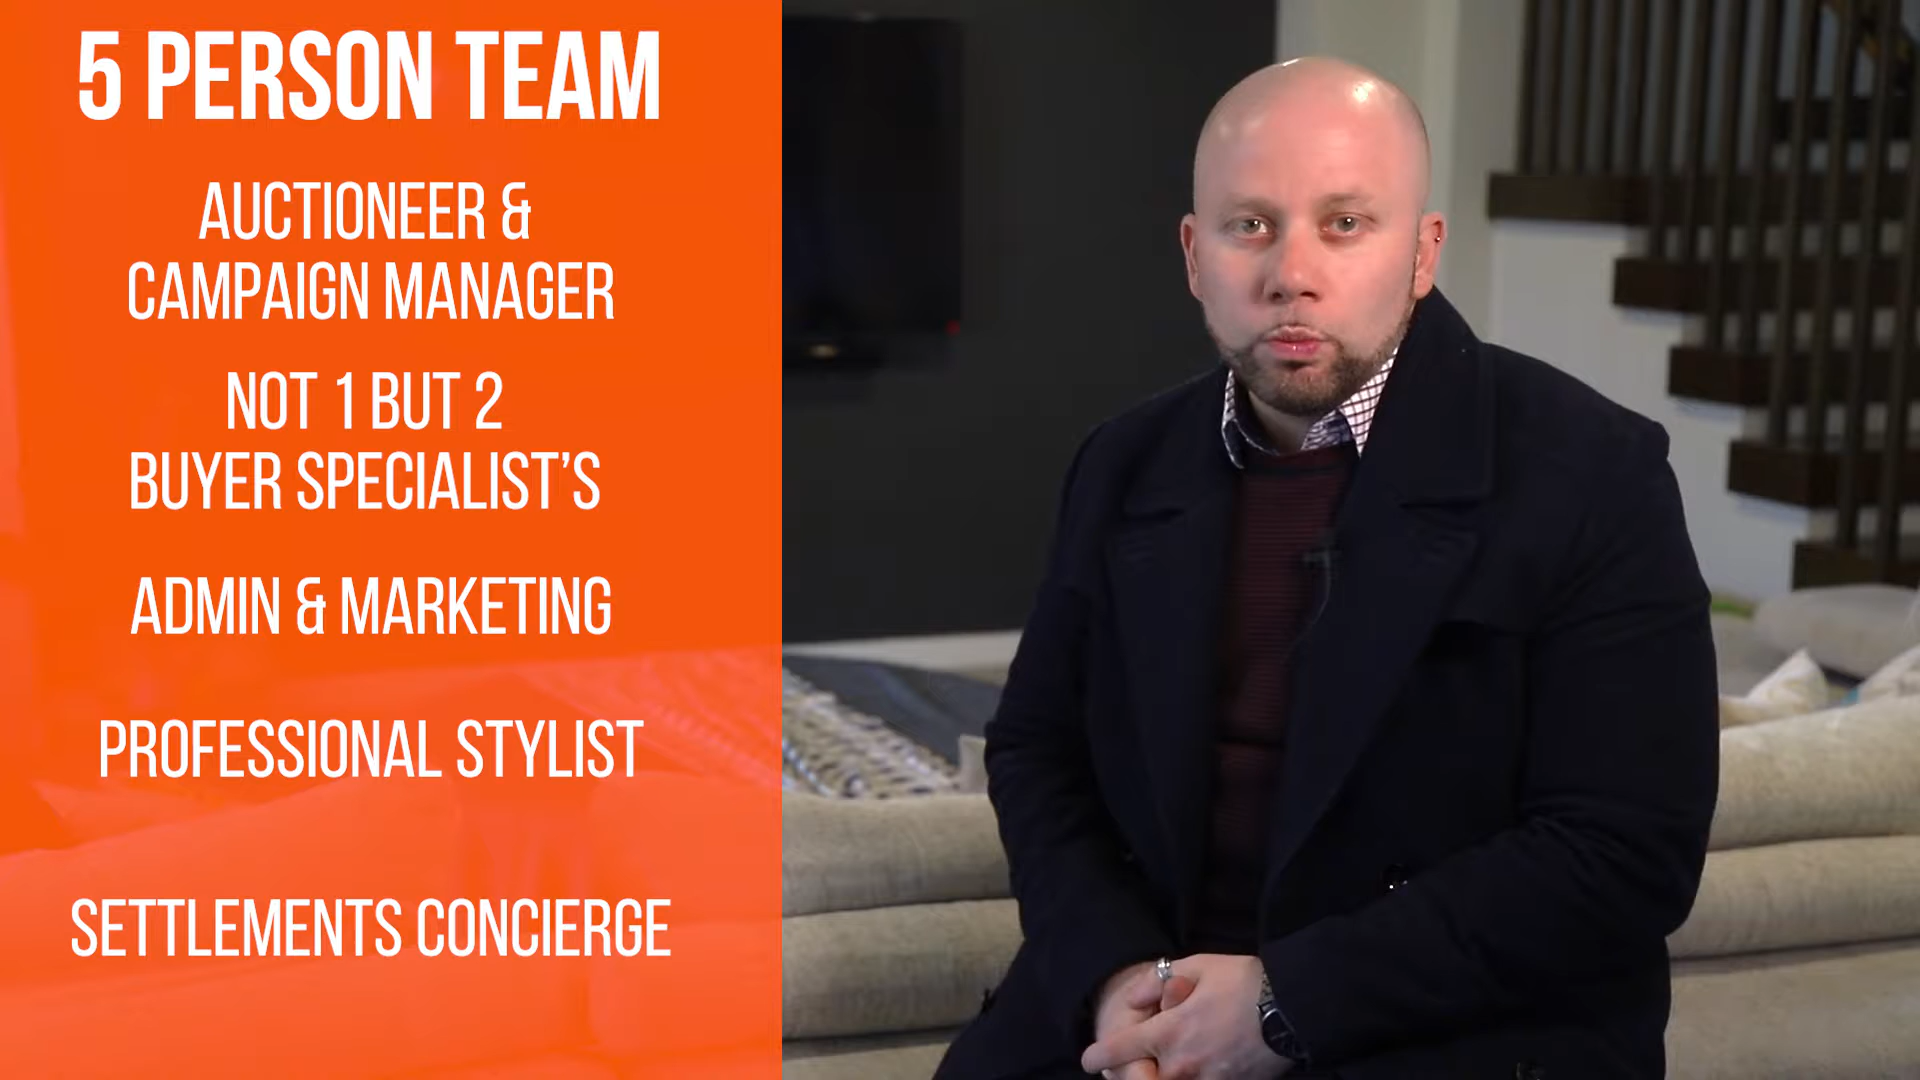 5 PERSON TEAM
AUCTIONEER &
CAMPAIGN MANAGER
NOT 1 BUT 2
BUYER SPECIALIST’S
ADMIN & MARKETING
PROFESSIONAL STYLIST
SETTLEMENTS CONCIERGE